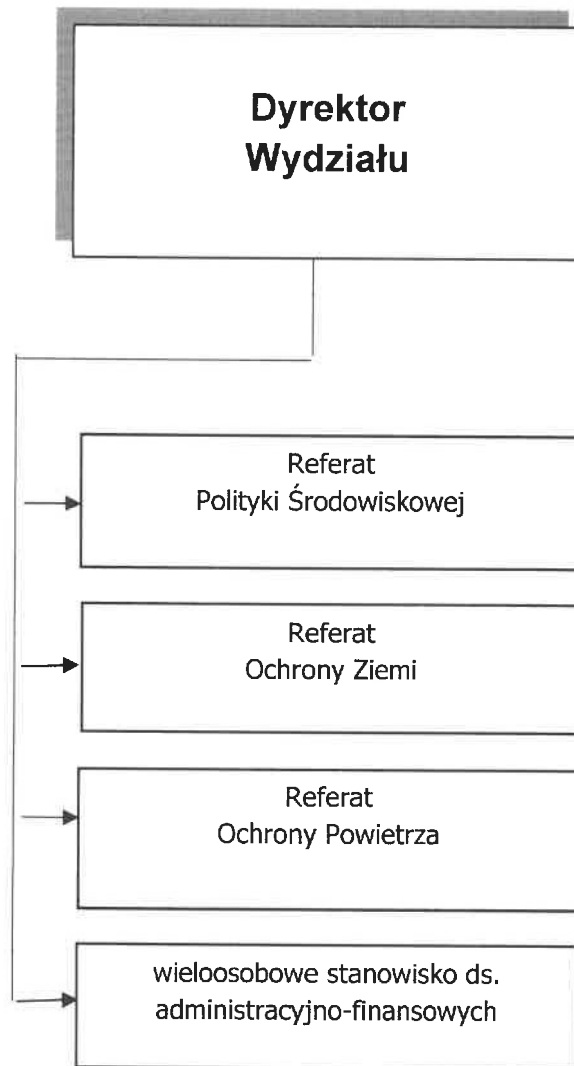 Dyrektor
Wydziału
Referat
Polityki Środowiskowej
Referat
Ochrony Ziemi
Referat
Ochrony Powietrza
wieloosobowe stanowisko ds.
administracyjno-finansowych